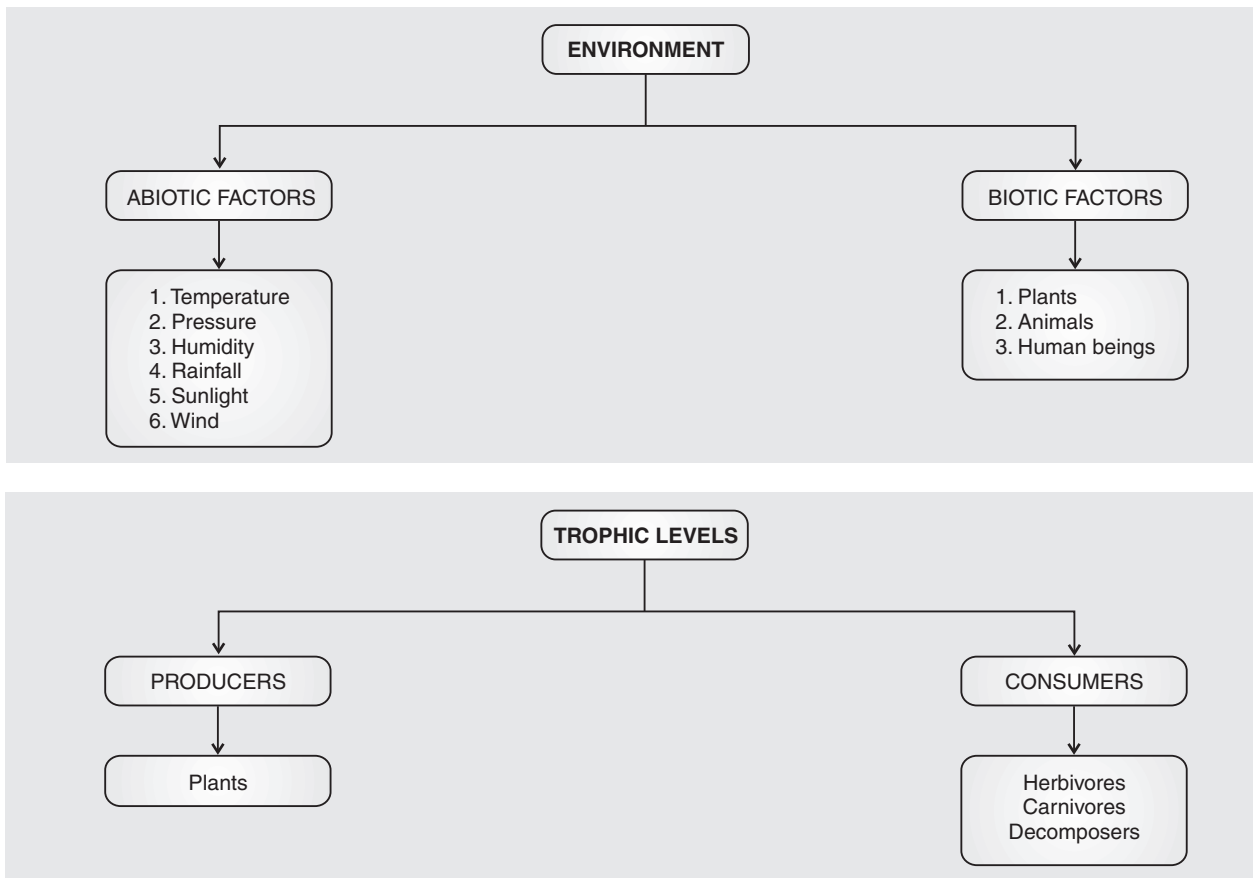 ENVIRONMENT
ABIOTIC FACTORS
BIOTIC FACTORS
1. Temperature
2. Pressure
3. Humidity
4. Rainfall
5. Sunlight
6. Wind
1. Plants
2. Animals
3. Human beings
TROPHIC LEVELS
PRODUCERS
CONSUMERS
Plants
Herbivores
Carnivores
Decomposers